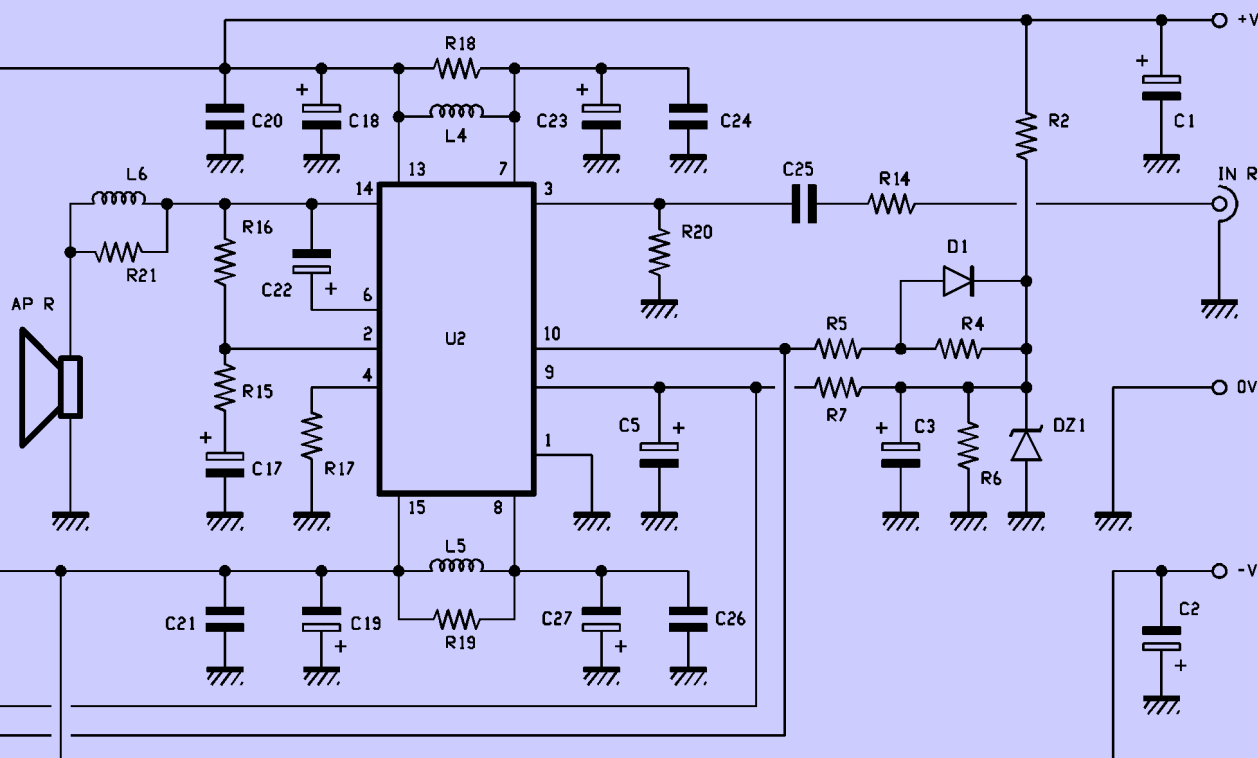 +V
R18
+
+
+
C20
C18
C23
C24
R2
C1
L4
13
7
C25
IN R
L6
14
3
R14
R16
R20
R21
D1
C22
+
6
AP R
2
U2
10
R5
R4
4
9
0V
R15
R7
+
C5
+
+
C3
DZ1
1
C17
R17
R6
15
8
L5
-V
C21
C19
C27
C26
C2
R19
+
+
+